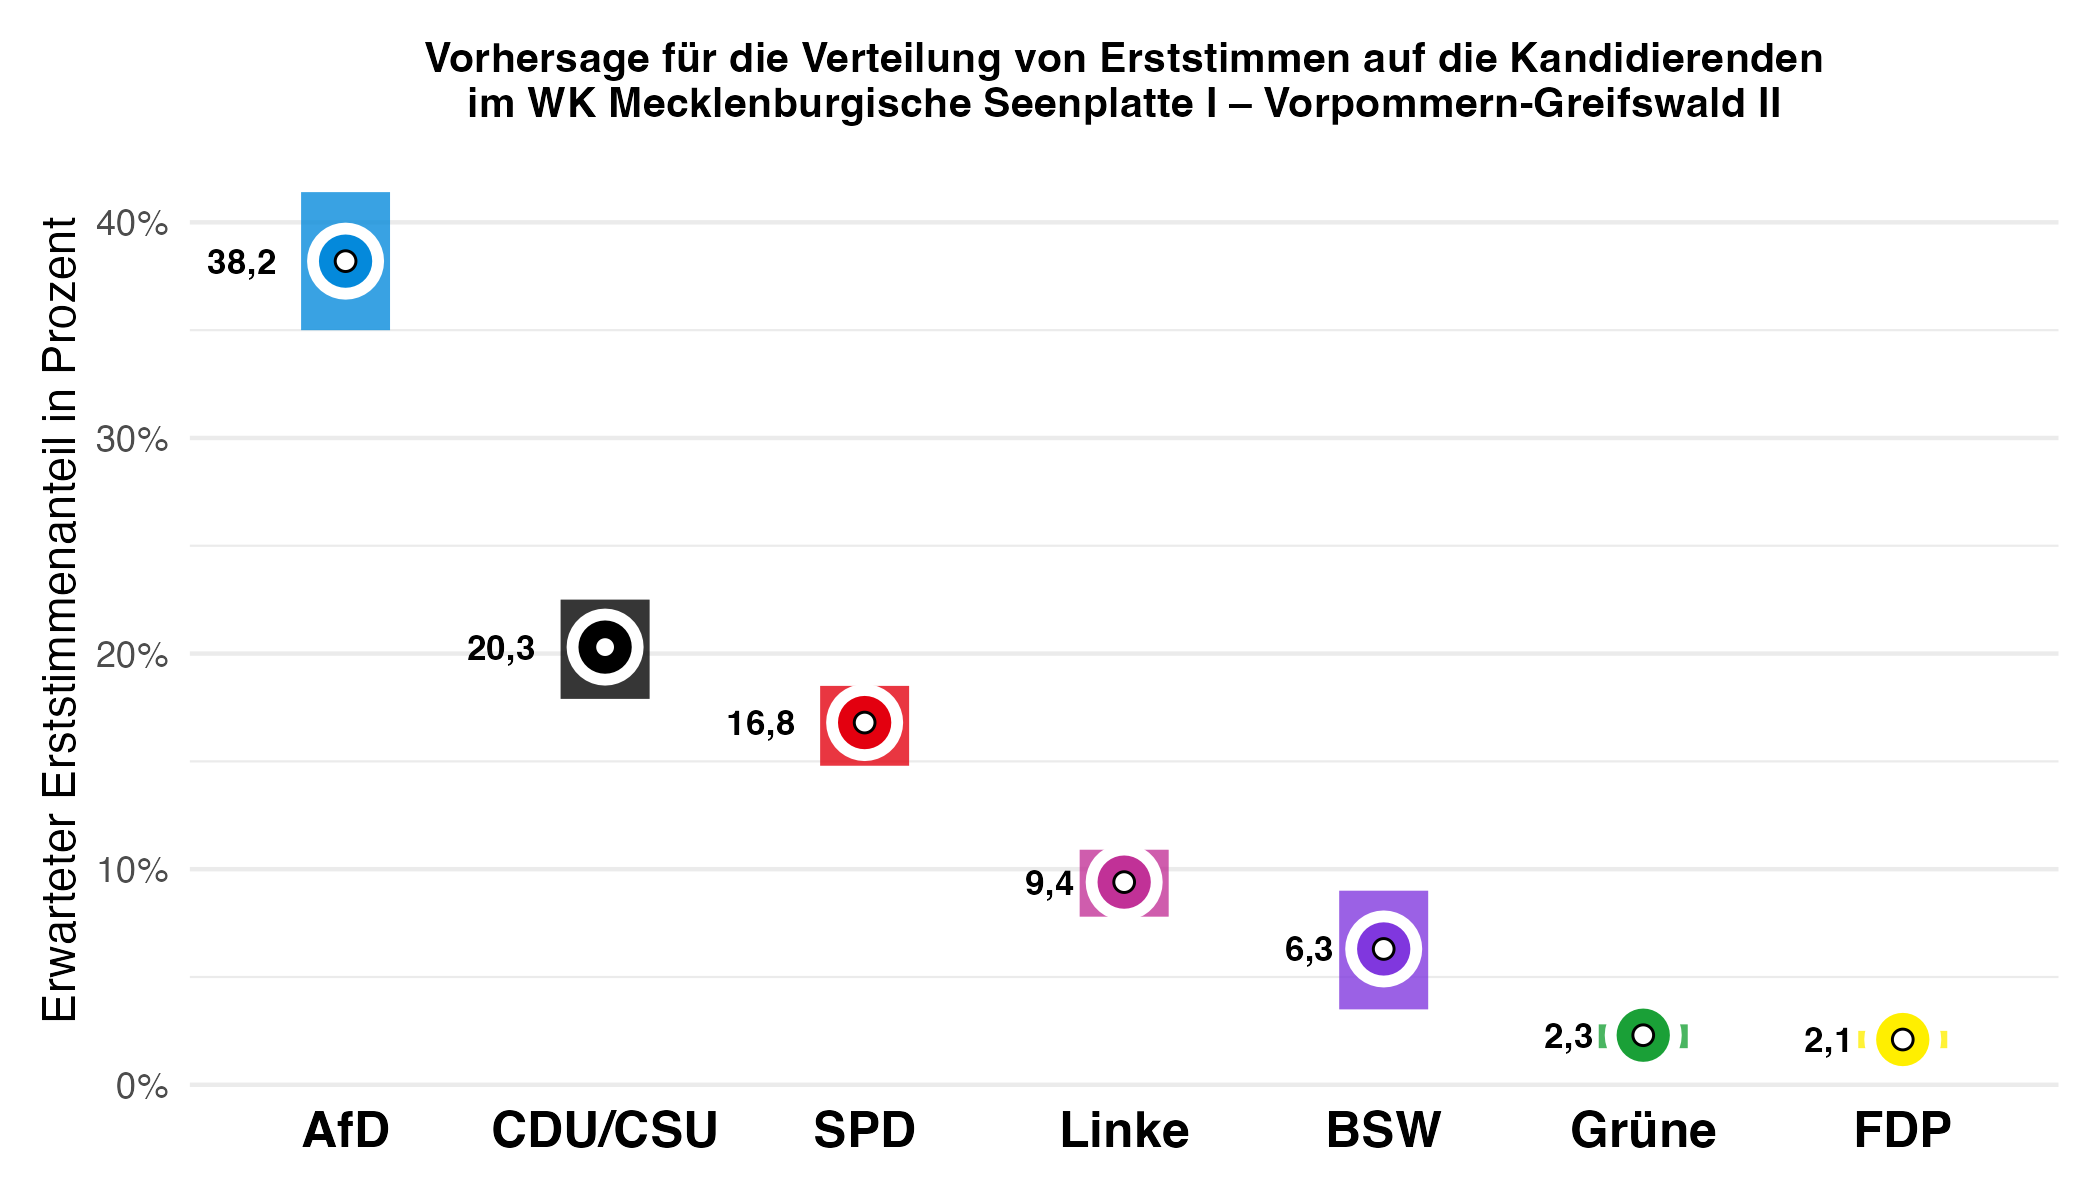 Vorhersage für die Verteilung von Erststimmen auf die Kandidierenden
im WK Mecklenburgische Seenplatte I – Vorpommern-Greifswald II
Erwarteter Erststimmenanteil in Prozent
40%
30%
20%
10%
0%
38,2
20,3
16,8
9,4
6,3
2,3
2,1
AfD
CDU/CSU
SPD
Linke
BSW
Grüne
FDP